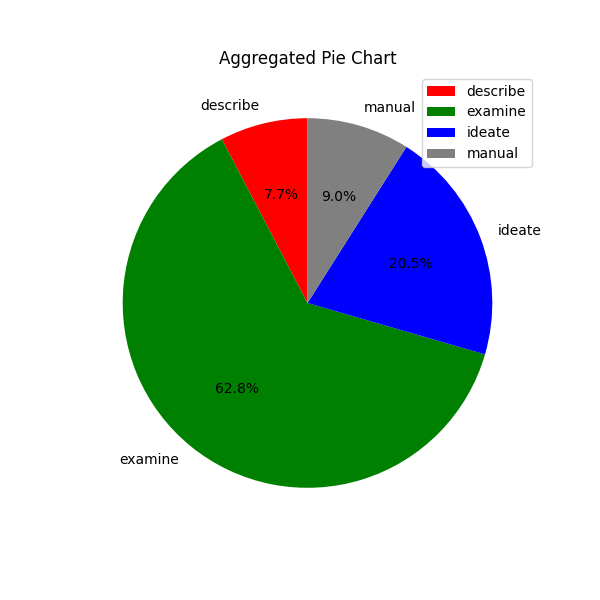 Aggregated Pie Chart
describe
examine
ideate
manual
describe
manual
7.7%
9.0%
ideate
20.5%
62.8%
examine